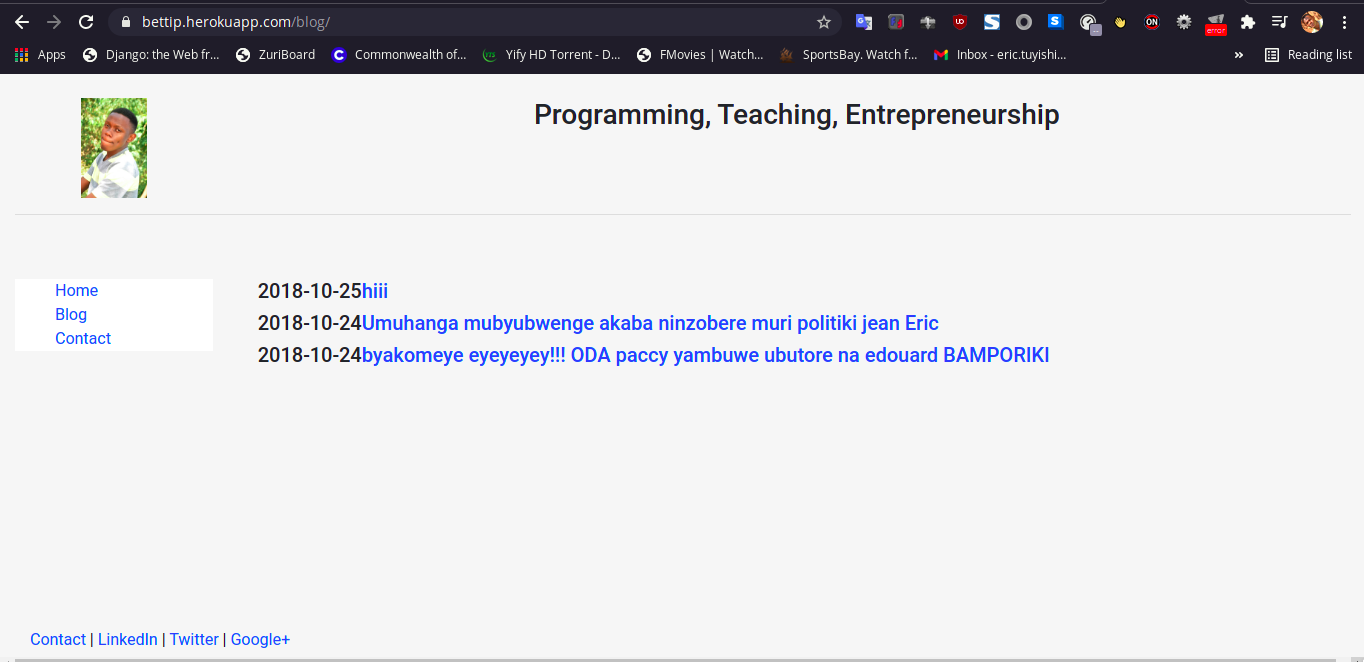 bettip.herokuapp.com/blog/
error
Apps
Django: the Web fr...
ZuriBoard
Commonwealth of...
Yify HD Torrent - D...
FMovies | Watch...
SportsBay. Watch f...
Inbox - eric.tuyishi...
»
Reading list
Programming, Teaching, Entrepreneurship
Home
Blog
Contact
2018-10-25hiii
2018-10-24Umuhanga mubyubwenge akaba ninzobere muri politiki jean Eric
2018-10-24byakomeye eyeyeyey!!! ODA paccy yambuwe ubutore na edouard BAMPORIKI
Contact | LinkedIn | Twitter | Google+